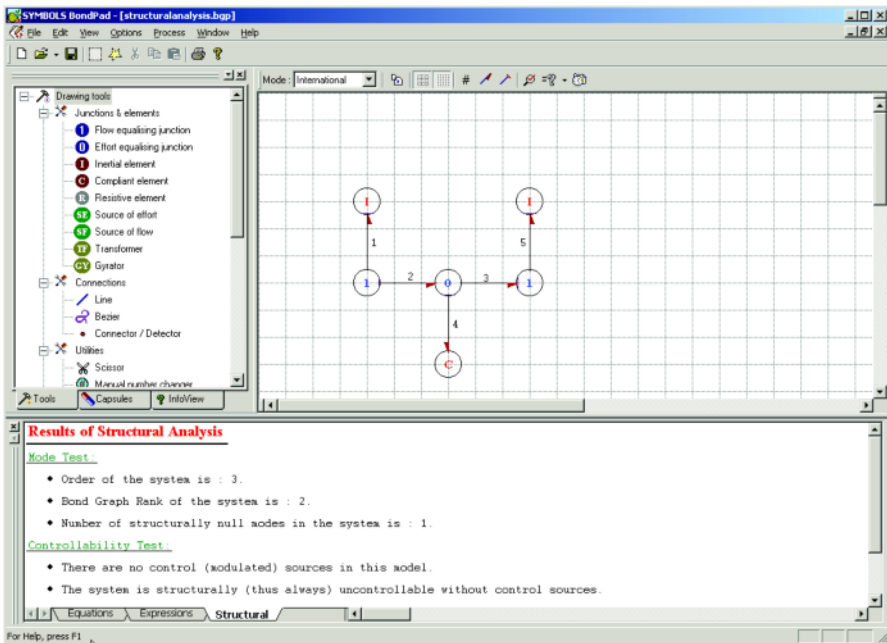 SYMBOLS BondPad - [structuralanalysis.bgp]
File Edit View Options Process Window Help
Mode: International
#
Drawing tools
Junctions & elements
1 Flow equalising junction
0 Effort equalising junction
I Inertial element
C Compliant element
R Resistive element
SE Source of effort
SF Source of flow
TF Transformer
GY Gyrator
Connections
Line
Bezier
Connector / Detector
Utilities
Scissor
Manual number changer
Tools Capsules InfoView
I I
1 5
1 2 0 3 1
4
C
Results of Structural Analysis
Mode Test:
• Order of the system is : 3.
• Bond Graph Rank of the system is : 2.
• Number of structurally null modes in the system is : 1.
Controllability Test:
• There are no control (modulated) sources in this model.
• The system is structurally (thus always) uncontrollable without control sources.
Equations Expressions Structural
For Help, press F1